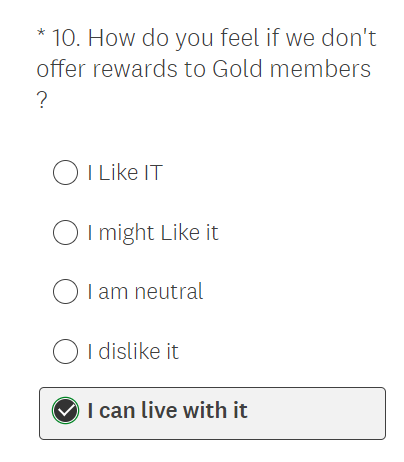 * 10. How do you feel if we don't
offer rewards to Gold members
?
I Like IT
I might Like it
I am neutral
I dislike it
I can live with it